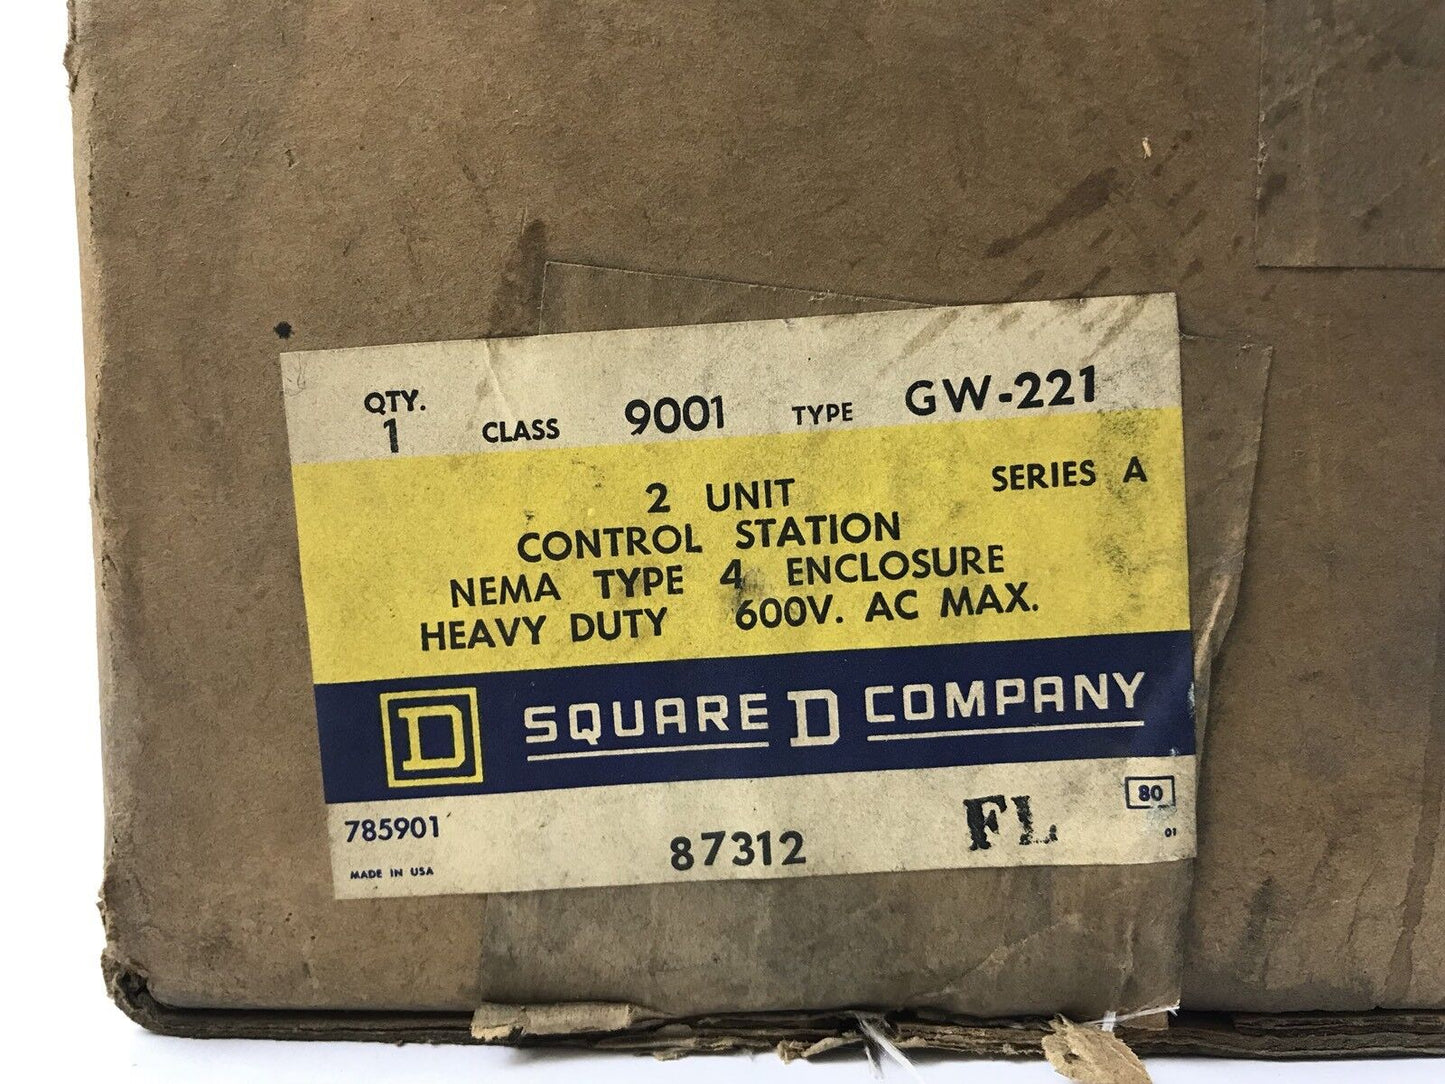 QTY. 1 CLASS 9001 TYPE GW-221
SERIES A
2 UNIT
CONTROL STATION
NEMA TYPE 4 ENCLOSURE
HEAVY DUTY 600V. AC MAX.
D SQUARE D COMPANY
785901
87312
FL
80
01
MADE IN USA